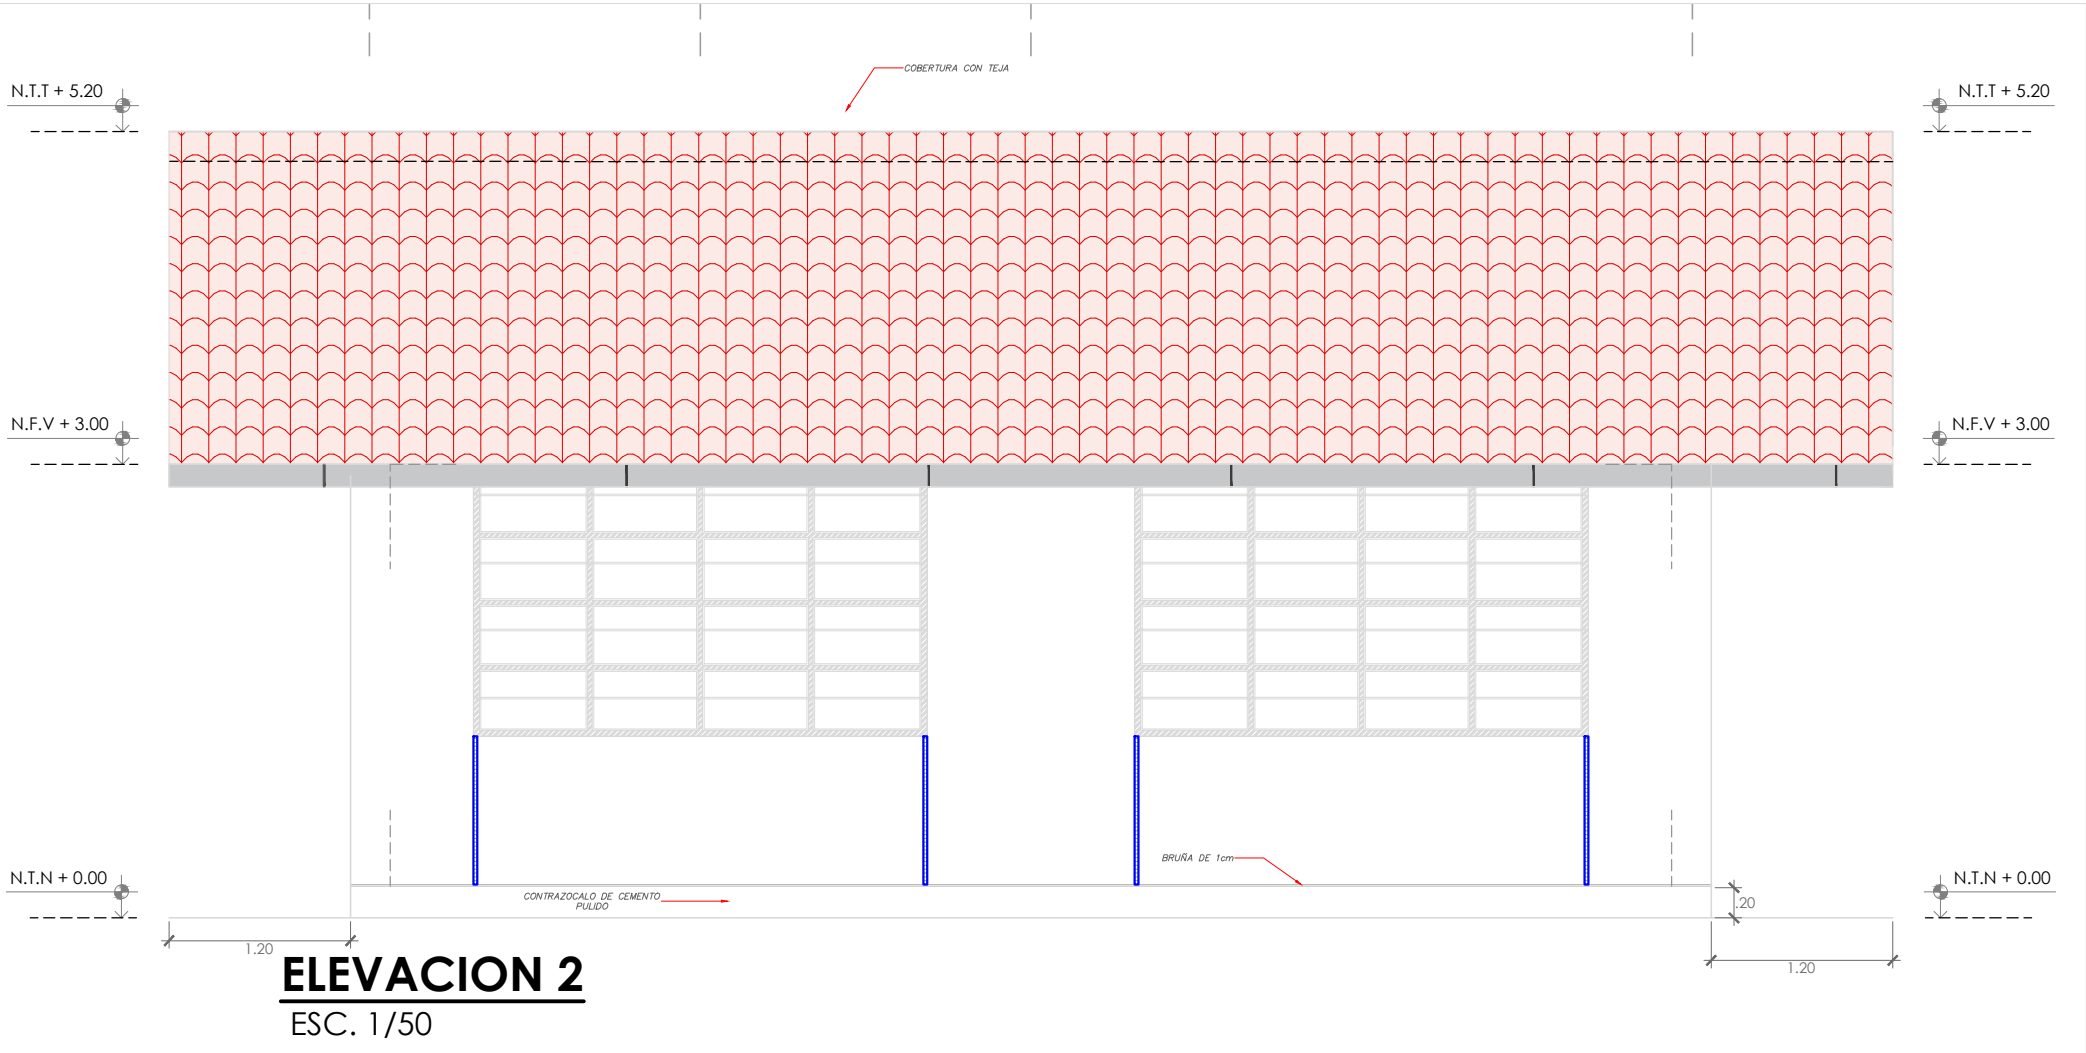 COBERTURA CON TEJA
N.T.T + 5.20
N.T.T + 5.20
N.F.V + 3.00
N.F.V + 3.00
BRUÑA DE 1cm
N.T.N + 0.00
N.T.N + 0.00
CONTRAZOCALO DE CEMENTO
PULIDO
.20
1.20
1.20
ELEVACION 2
ESC. 1/50